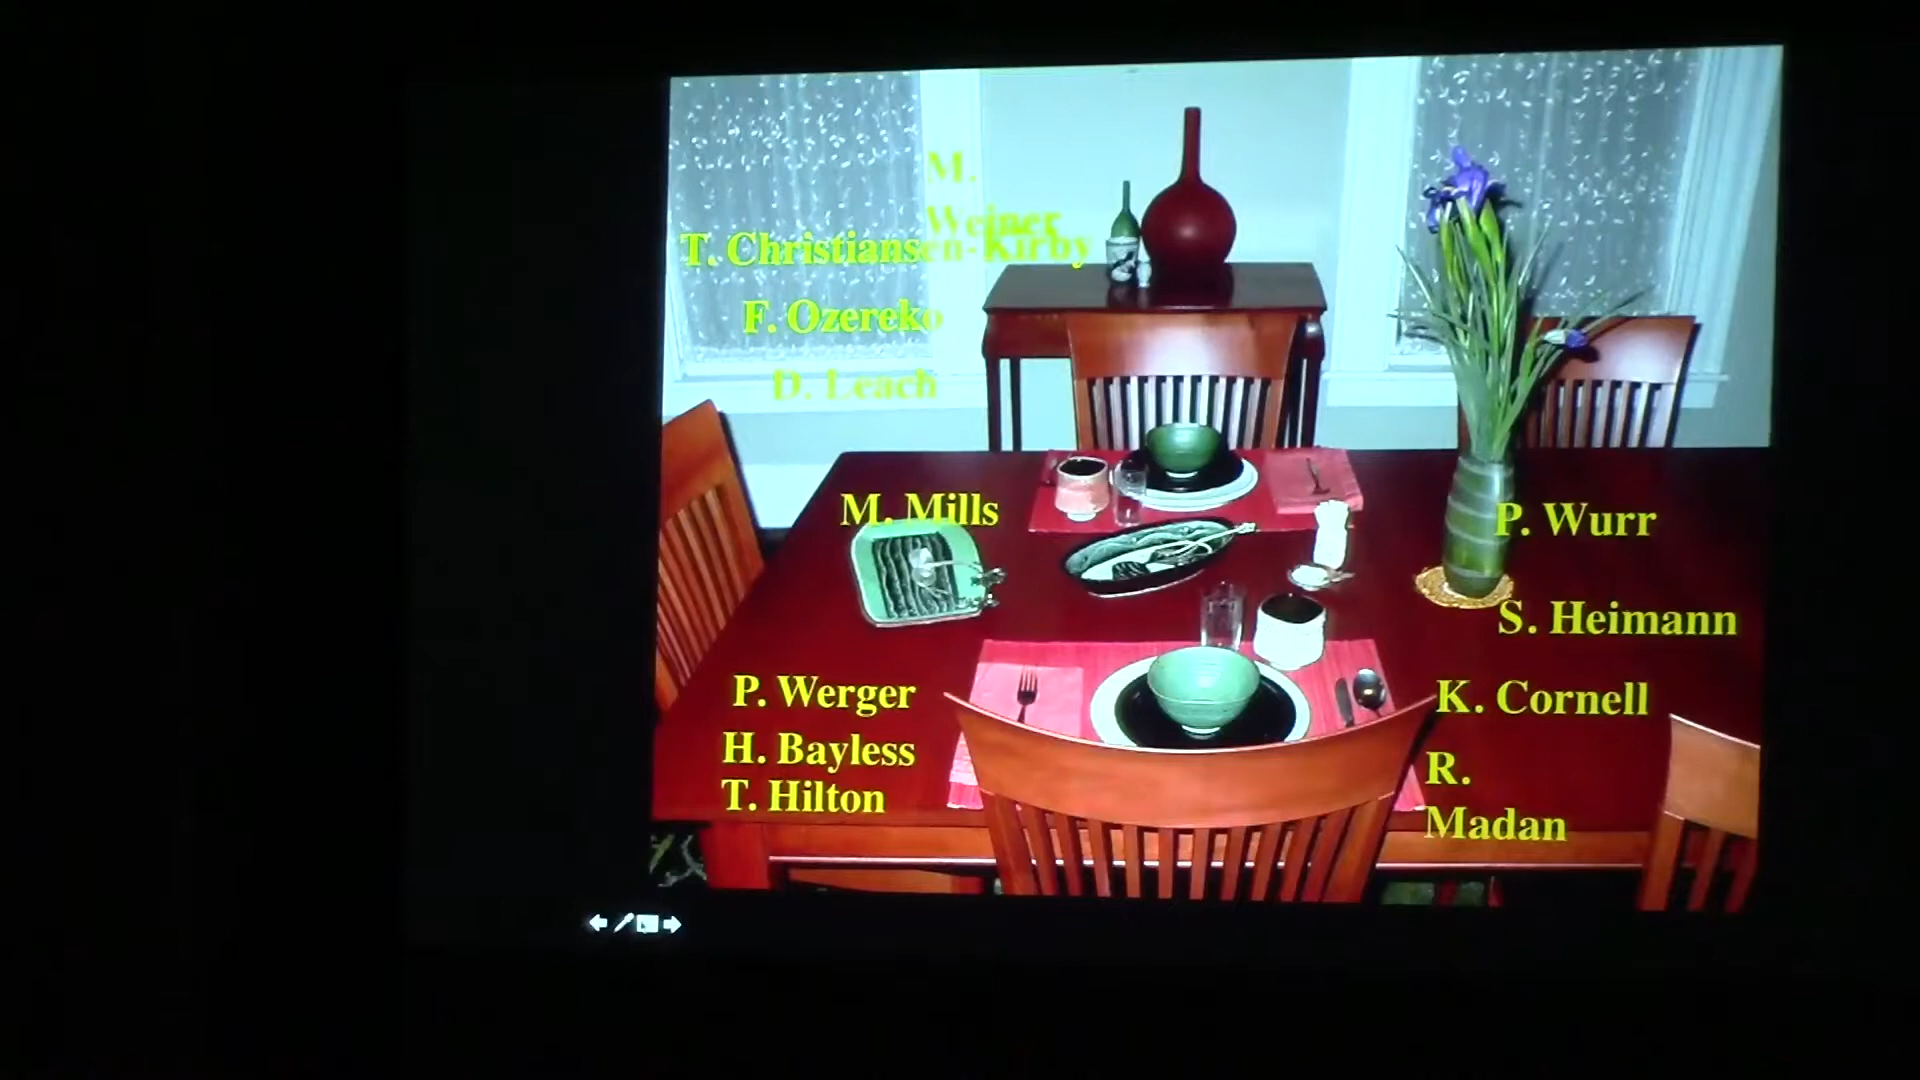 M.
Weiner
T. Christiansen-Kirby
F. Ozereko
D. Leach
M. Mills
P. Wurr
S. Heimann
P. Werger
K. Cornell
H. Bayless
R.
T. Hilton
Madan